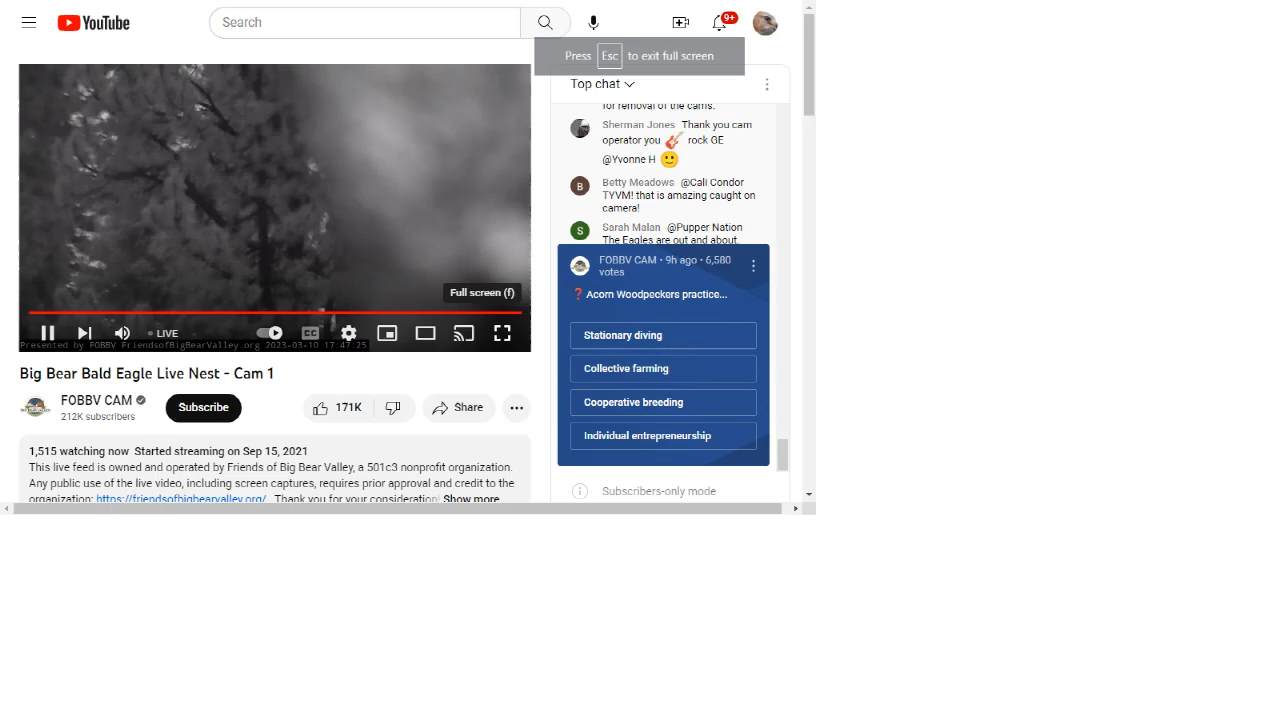 YouTube
Search
9+
Press Esc to exit full screen
Top chat
for removal of the cams.
Sherman Jones Thank you cam
operator you rock GE
@Yvonne H
B Betty Meadows @Cali Condor
TYVM! that is amazing caught on
camera!
S Sarah Malan @Pupper Nation
The Eagles are out and about.
FOBBV CAM • 9h ago • 6,580
votes
❓Acorn Woodpeckers practice...
Stationary diving
Collective farming
Cooperative breeding
Individual entrepreneurship
Subscribers-only mode
Full screen (f)
LIVE
CC
Presented by FOBBV FriendsofBigBearValley.org 2023-03-10 17:47:25
Big Bear Bald Eagle Live Nest - Cam 1
FOBBV CAM
212K subscribers
Subscribe
171K
Share
1,515 watching now Started streaming on Sep 15, 2021
This live feed is owned and operated by Friends of Big Bear Valley, a 501c3 nonprofit organization.
Any public use of the live video, including screen captures, requires prior approval and credit to the
organization: https://friendsofbigbearvalley.org/ . Thank you for your consideration! Show more